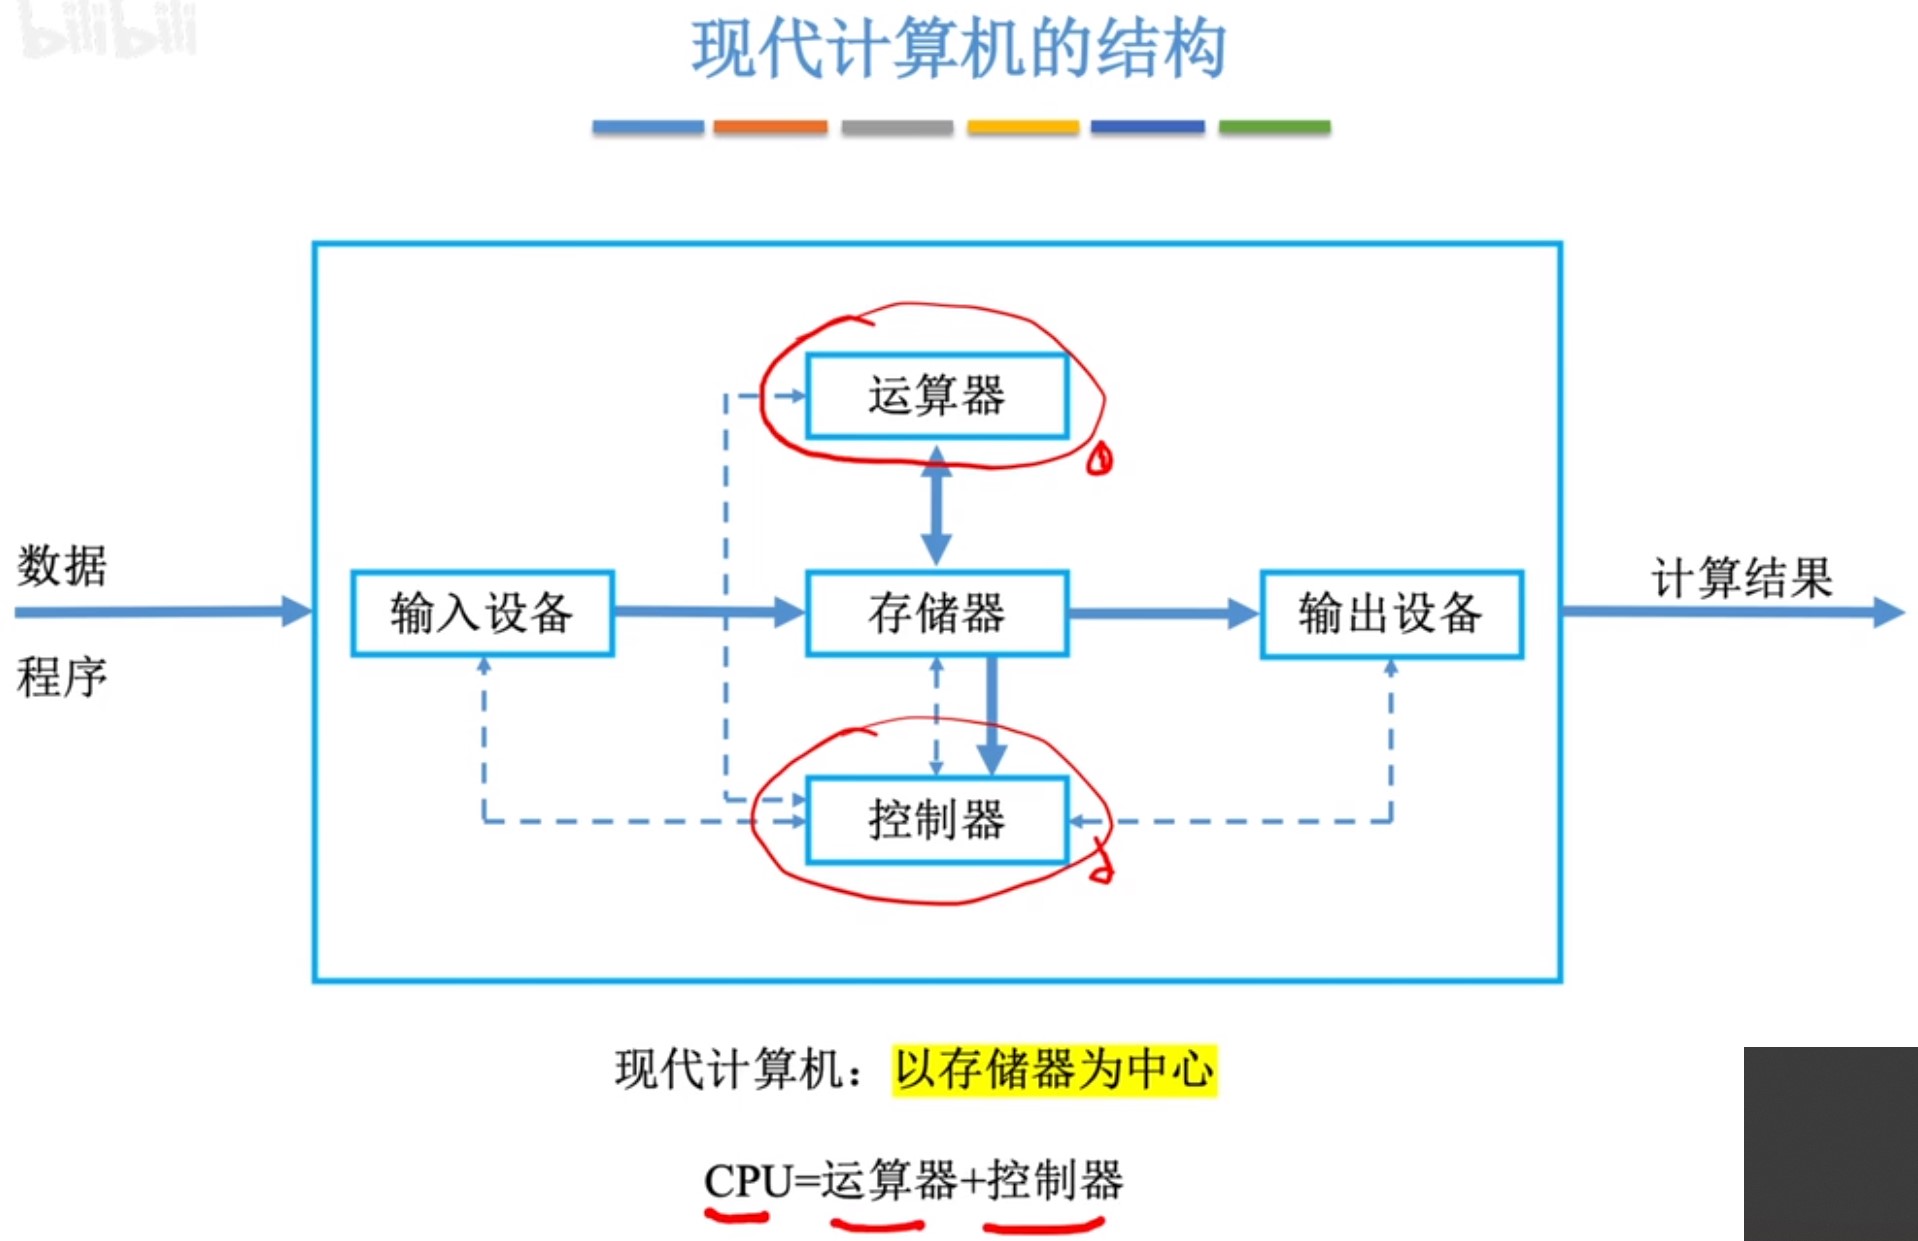 bilibili
现代计算机的结构
运算器
数据
程序
输入设备
存储器
输出设备
计算结果
控制器
现代计算机：以存储器为中心
CPU=运算器+控制器